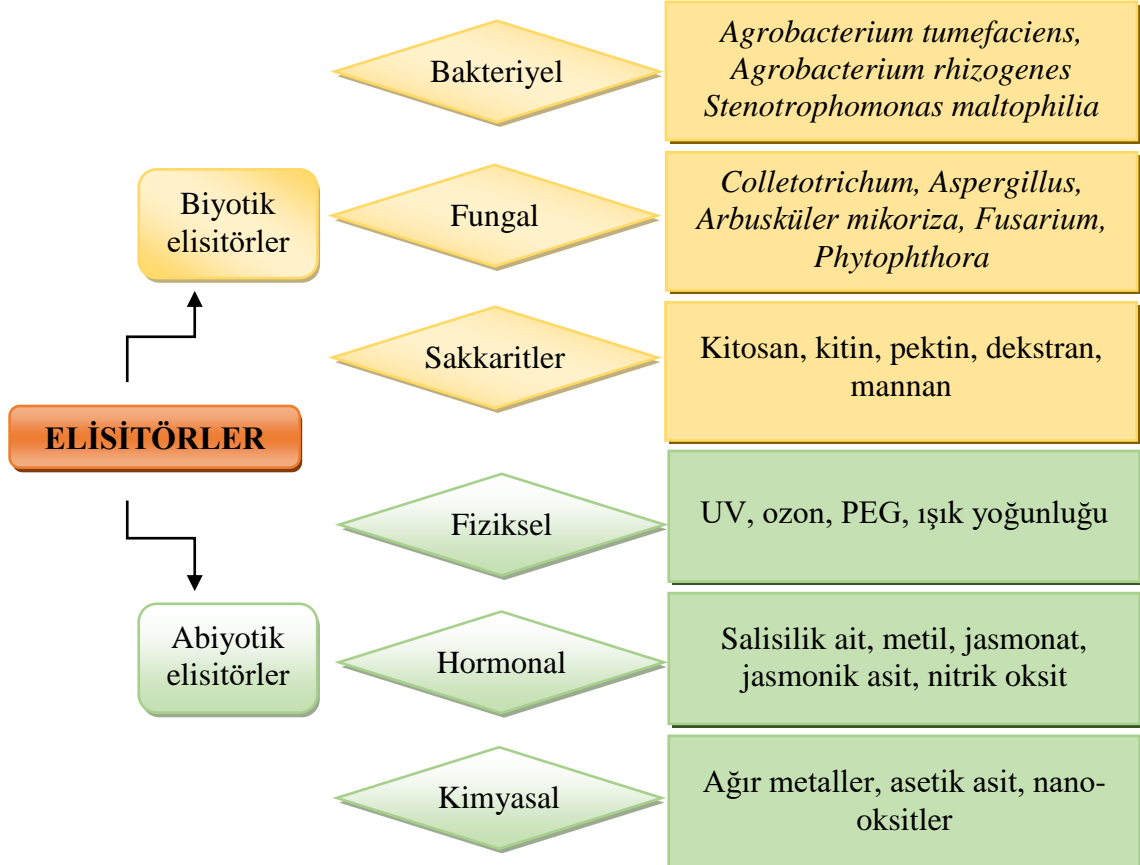 ELİSİTÖRLER
Biyotik
elisitörler
Bakteriyel
Agrobacterium tumefaciens,
Agrobacterium rhizogenes
Stenotrophomonas maltophilia
Fungal
Colletotrichum, Aspergillus,
Arbusküler mikoriza, Fusarium,
Phytophthora
Sakkaritler
Kitosan, kitin, pektin, dekstran,
mannan
Abiyotik
elisitörler
Fiziksel
UV, ozon, PEG, ışık yoğunluğu
Hormonal
Salisilik ait, metil, jasmonat,
jasmonik asit, nitrik oksit
Kimyasal
Ağır metaller, asetik asit, nano-
oksitler